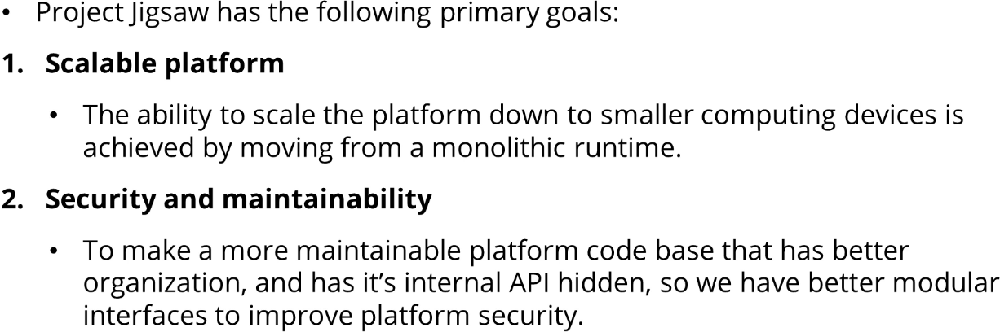 • Project Jigsaw has the following primary goals:
1. Scalable platform
• The ability to scale the platform down to smaller computing devices is
achieved by moving from a monolithic runtime.
2. Security and maintainability
• To make a more maintainable platform code base that has better
organization, and has it’s internal API hidden, so we have better modular
interfaces to improve platform security.